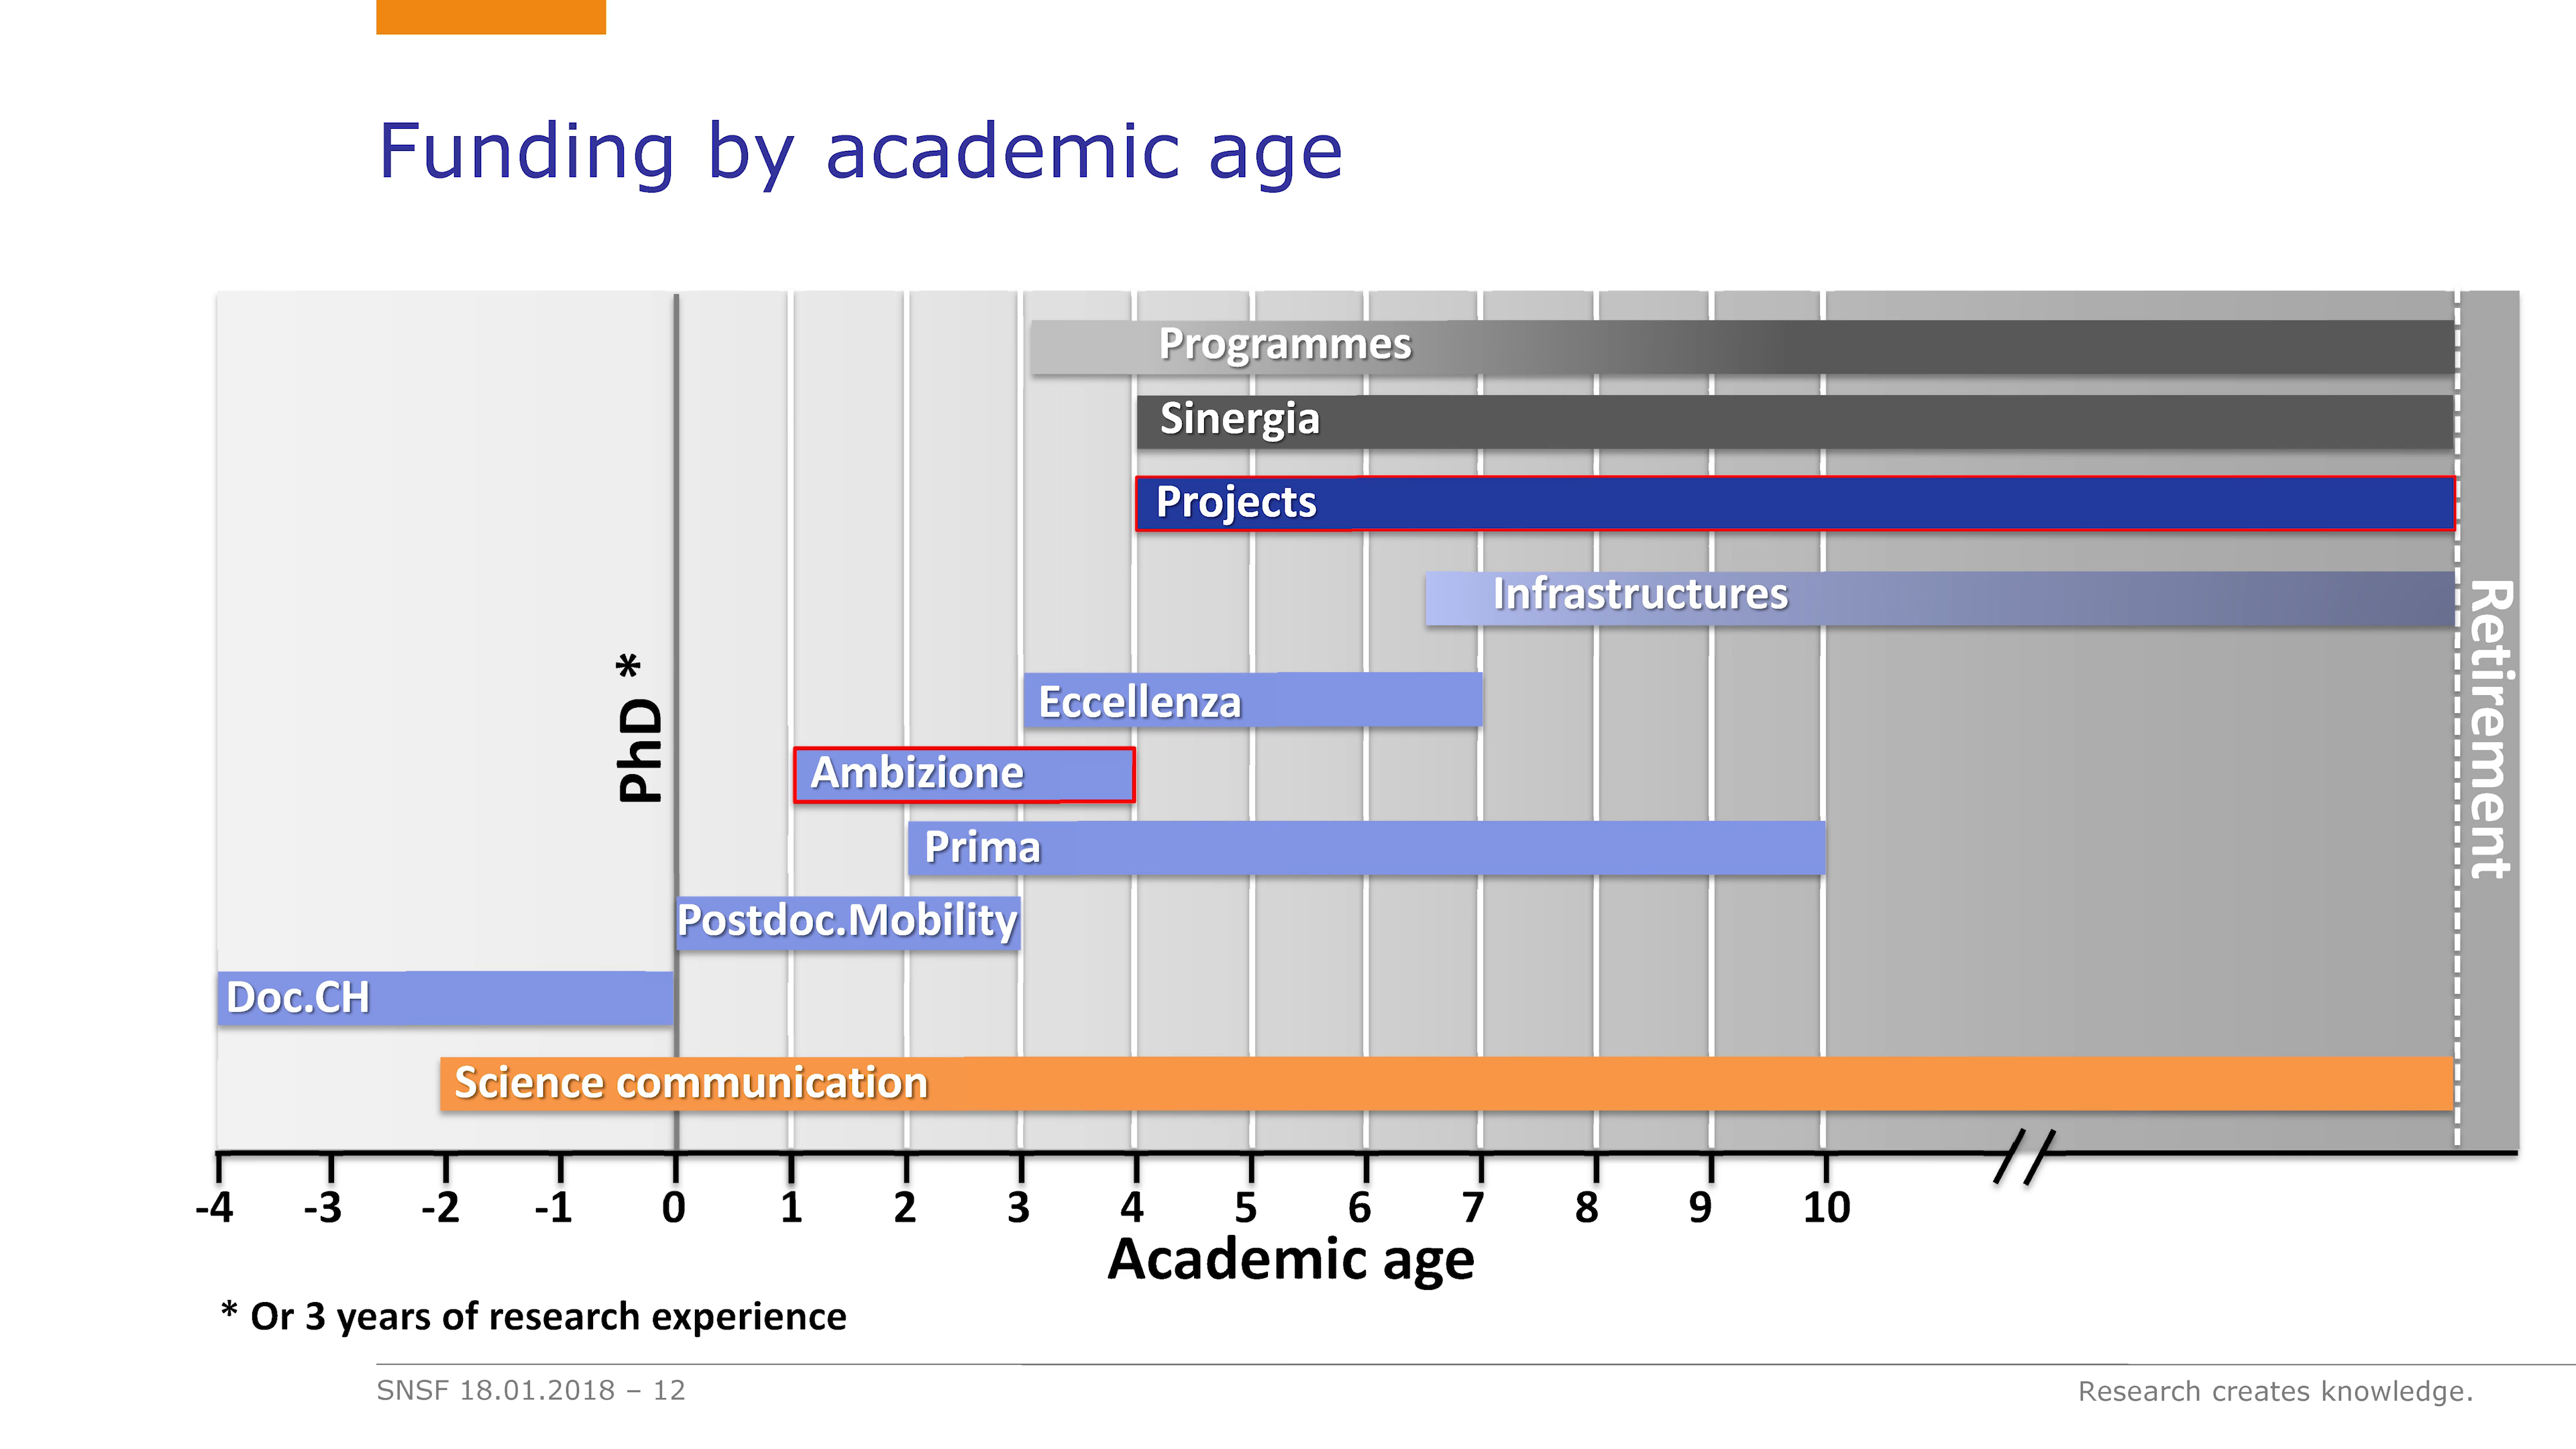 Funding by academic age
Programmes
Sinergia
Projects
Infrastructures
Retirement
PhD *
Eccellenza
Ambizione
Prima
Postdoc.Mobility
Doc.CH
Science communication
-4 -3 -2 -1 0 1 2 3 4 5 6 7 8 9 10
Academic age
* Or 3 years of research experience
SNSF 18.01.2018 – 12
Research creates knowledge.